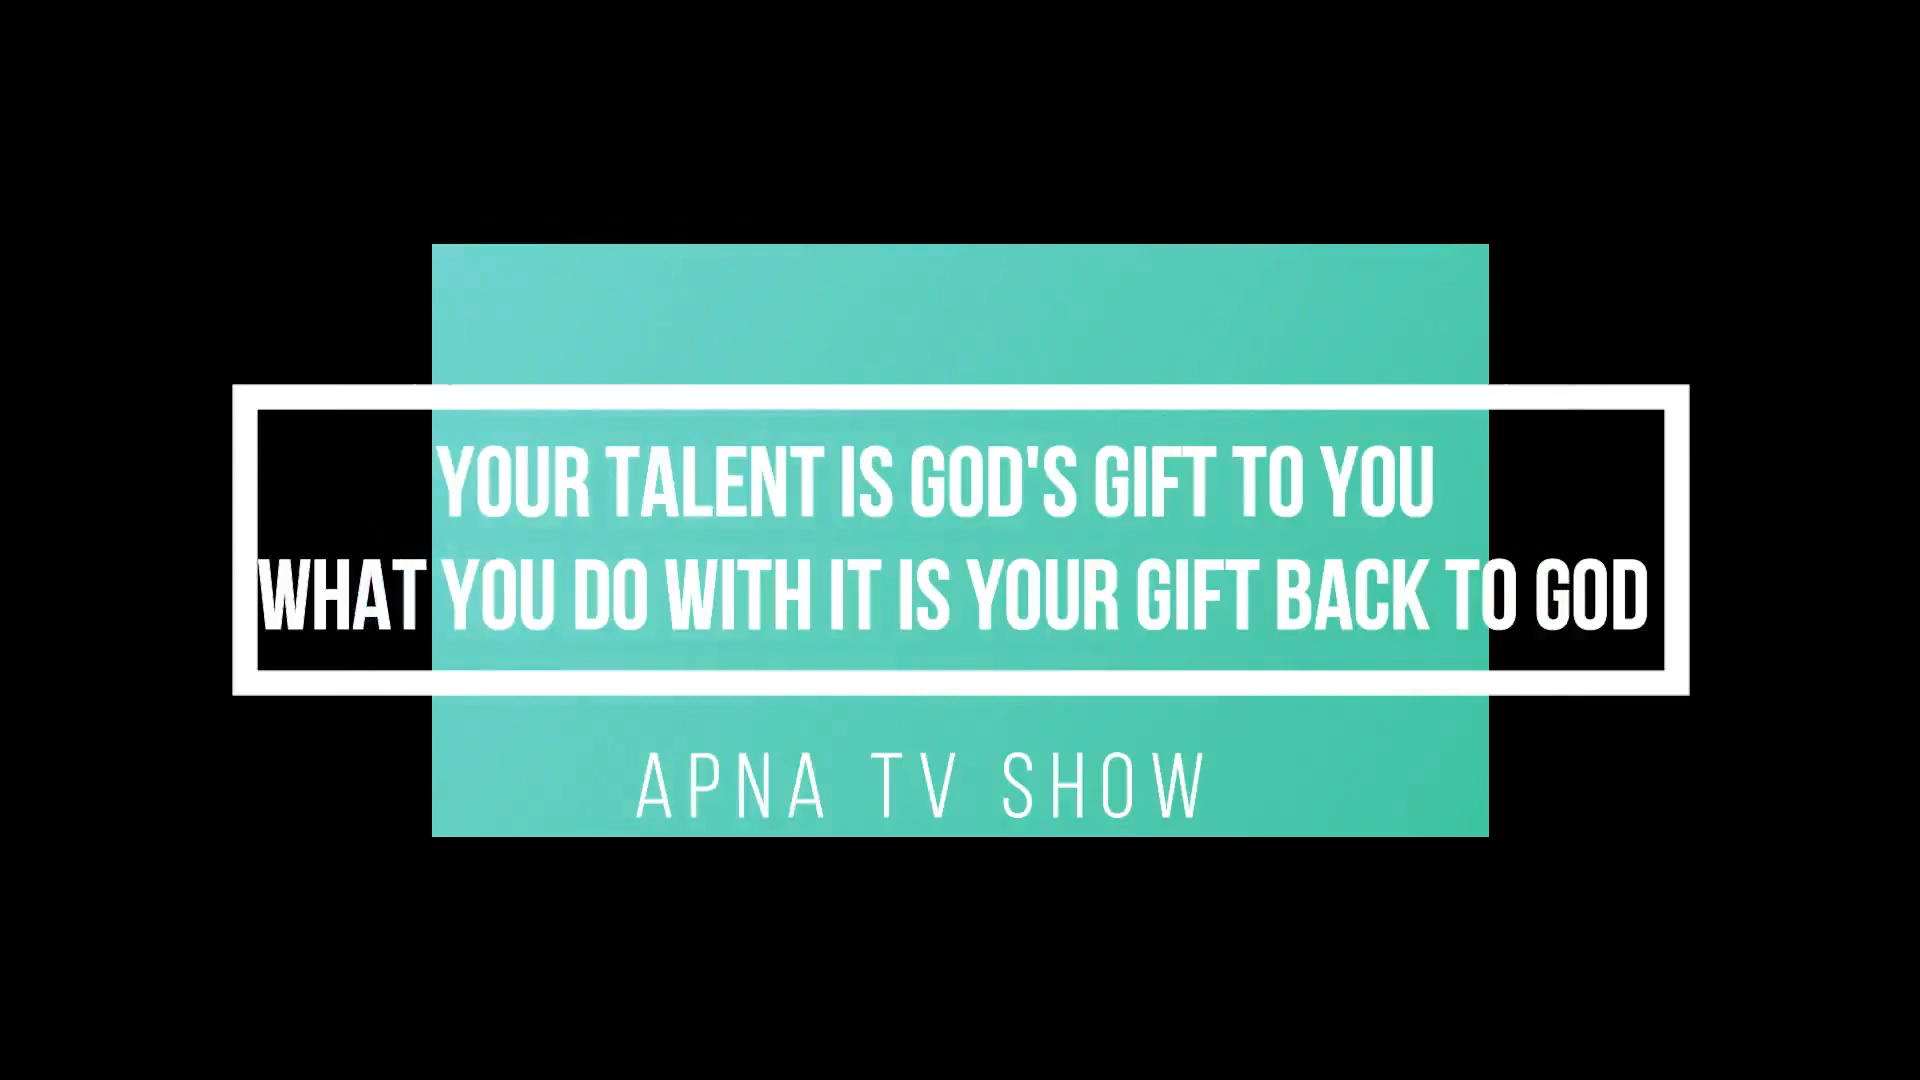 YOUR TALENT IS GOD'S GIFT TO YOU
WHAT YOU DO WITH IT IS YOUR GIFT BACK TO GOD
APNA TV SHOW